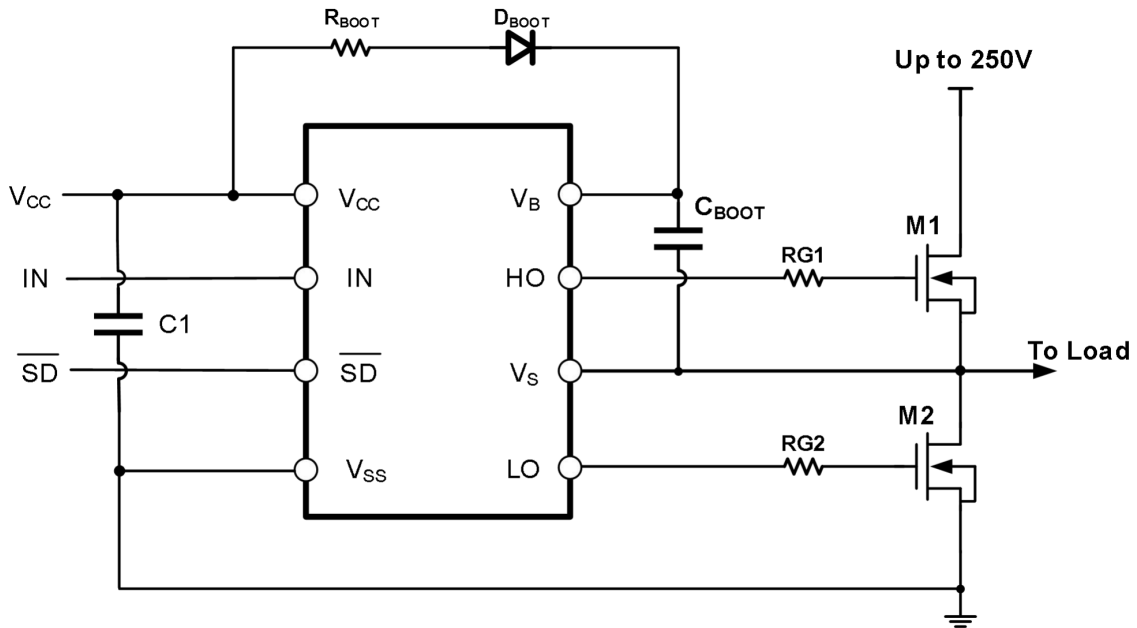 RBOOT
DBOOT
Up to 250V
VCC
VCC
VB
CBOOT
M1
IN
IN
HO
RG1
C1
SD
SD
VS
To Load
M2
VSS
LO
RG2